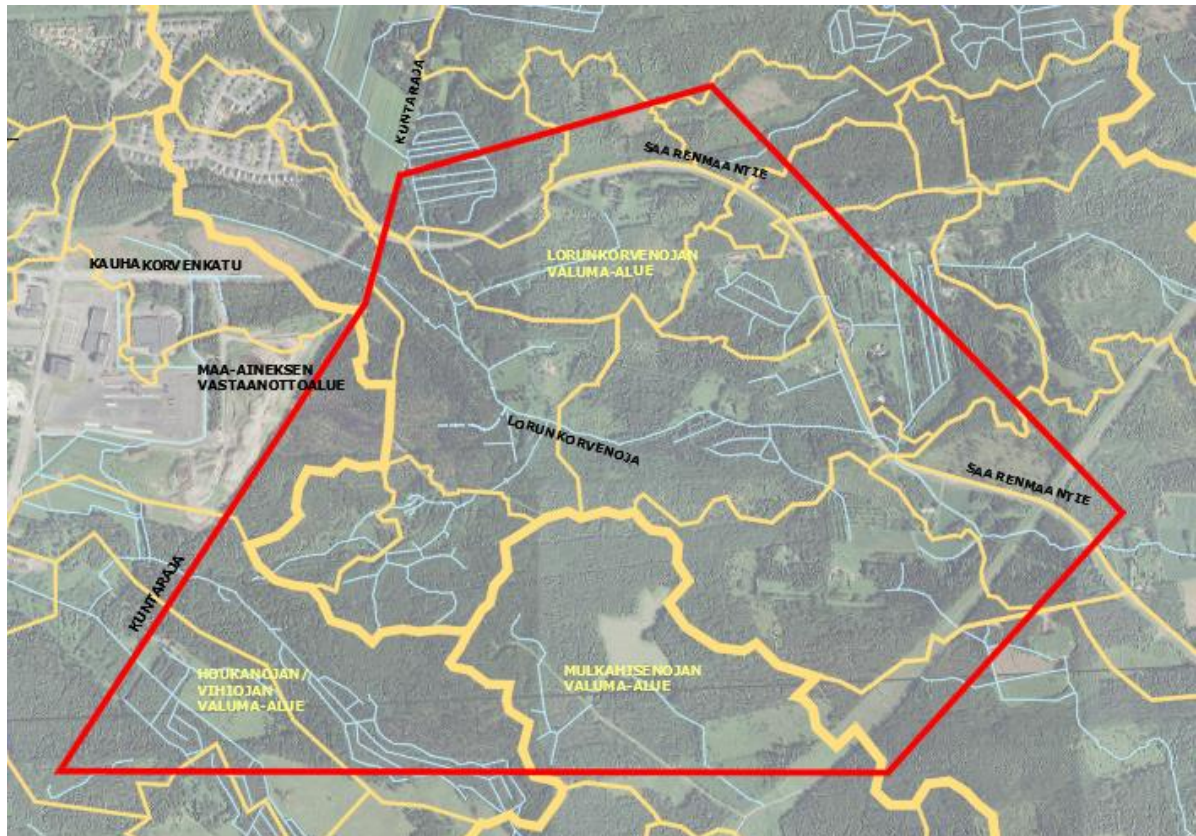 KUNTARAJA
SAARENMAANTIE
LORUNKORVENOJAN
VALUMA-ALUE
KAUHAKORVENKATU
MAA-AINEKSEN
VASTAANOTTOALUE
LORUNKORVENOJA
SAARENMAANTIE
KUNTARAJA
HOUKANOJAN/
VIHIOJAN
VALUMA-ALUE
MULKAHISENOJAN
VALUMA-ALUE